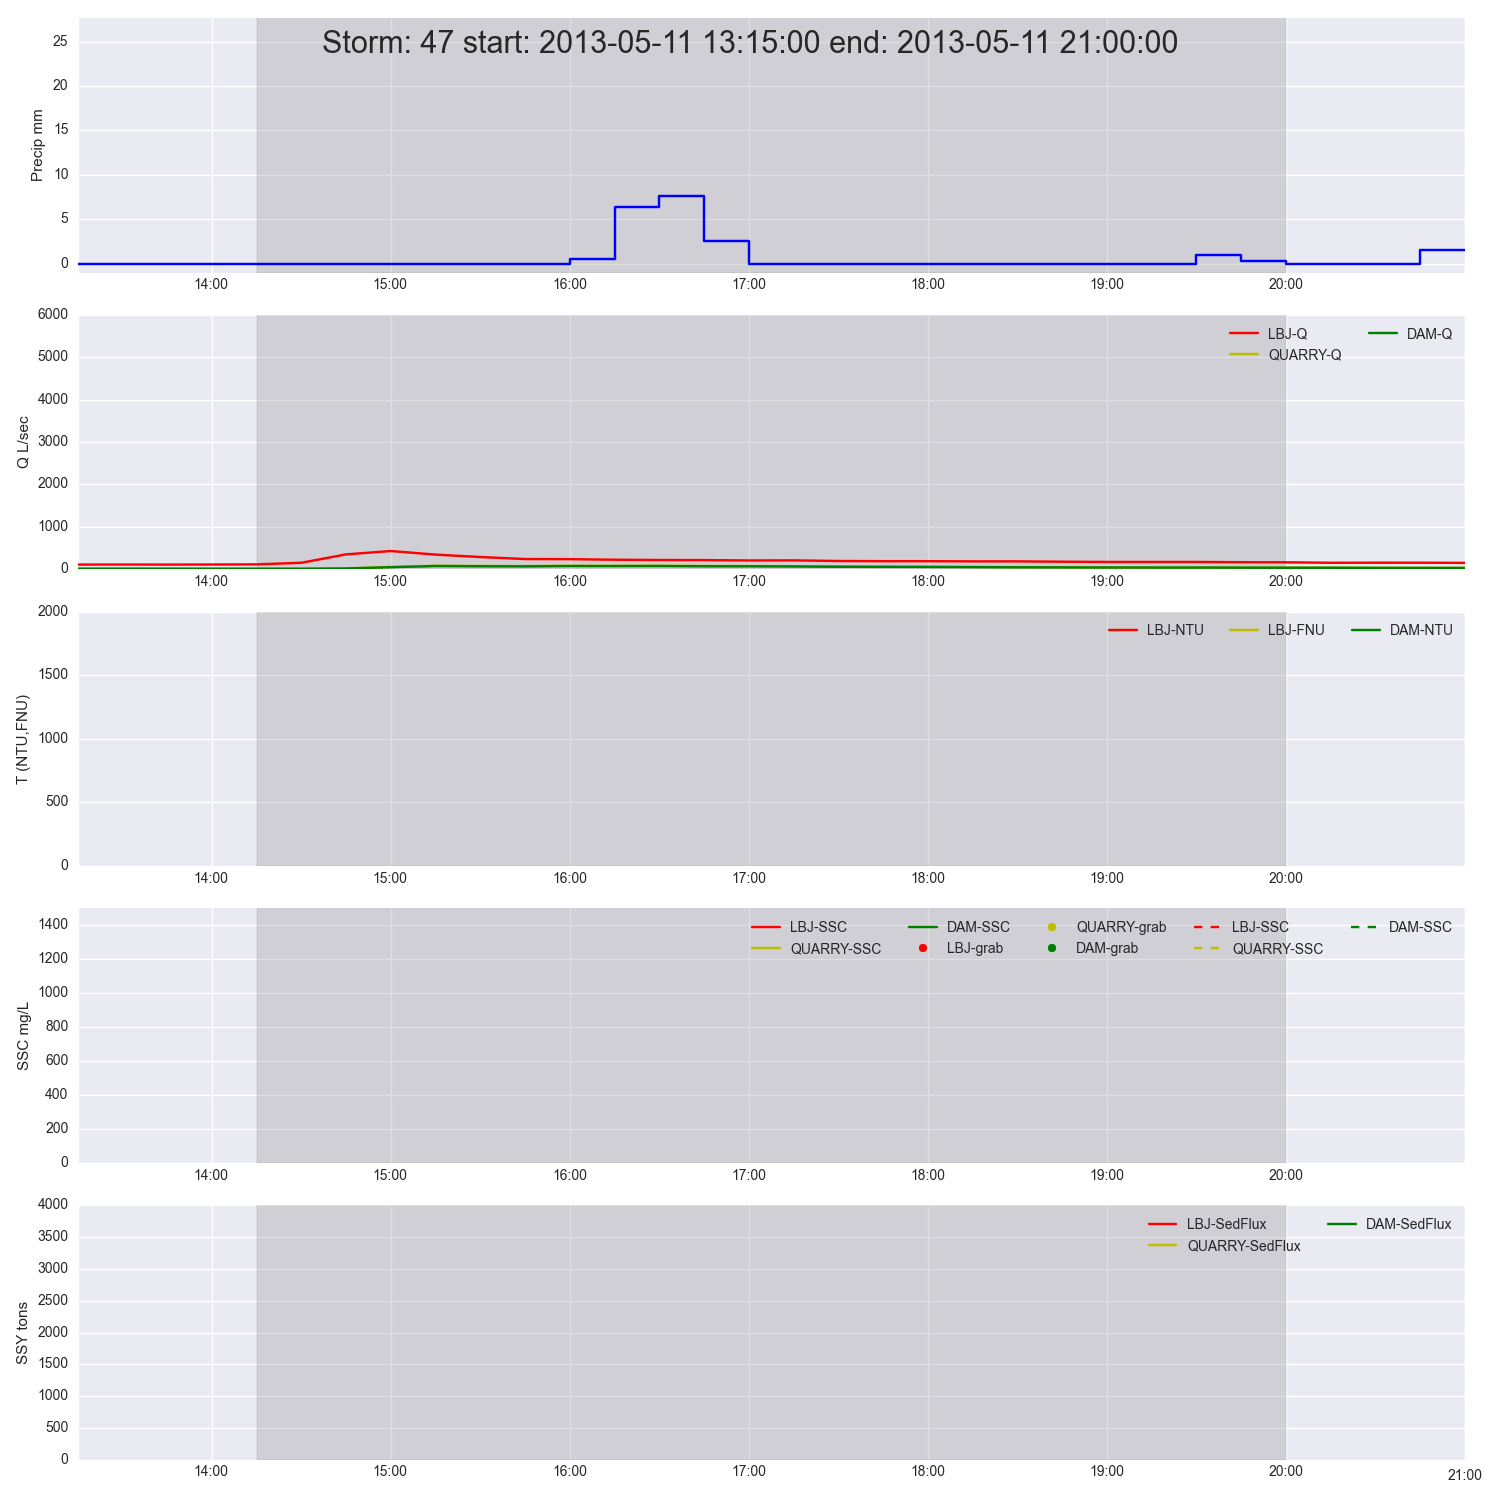 Storm: 47 start: 2013-05-11 13:15:00 end: 2013-05-11 21:00:00
Precip mm
25
20
15
10
5
0
14:00 15:00 16:00 17:00 18:00 19:00 20:00
Q L/sec
6000
5000
4000
3000
2000
1000
0
LBJ-Q DAM-Q
QUARRY-Q
14:00 15:00 16:00 17:00 18:00 19:00 20:00
T (NTU,FNU)
2000
1500
1000
500
0
LBJ-NTU LBJ-FNU DAM-NTU
14:00 15:00 16:00 17:00 18:00 19:00 20:00
SSC mg/L
1400
1200
1000
800
600
400
200
0
LBJ-SSC DAM-SSC QUARRY-grab LBJ-SSC DAM-SSC
QUARRY-SSC LBJ-grab DAM-grab QUARRY-SSC
14:00 15:00 16:00 17:00 18:00 19:00 20:00
SSY tons
4000
3500
3000
2500
2000
1500
1000
500
0
LBJ-SedFlux DAM-SedFlux
QUARRY-SedFlux
14:00 15:00 16:00 17:00 18:00 19:00 20:00 21:00